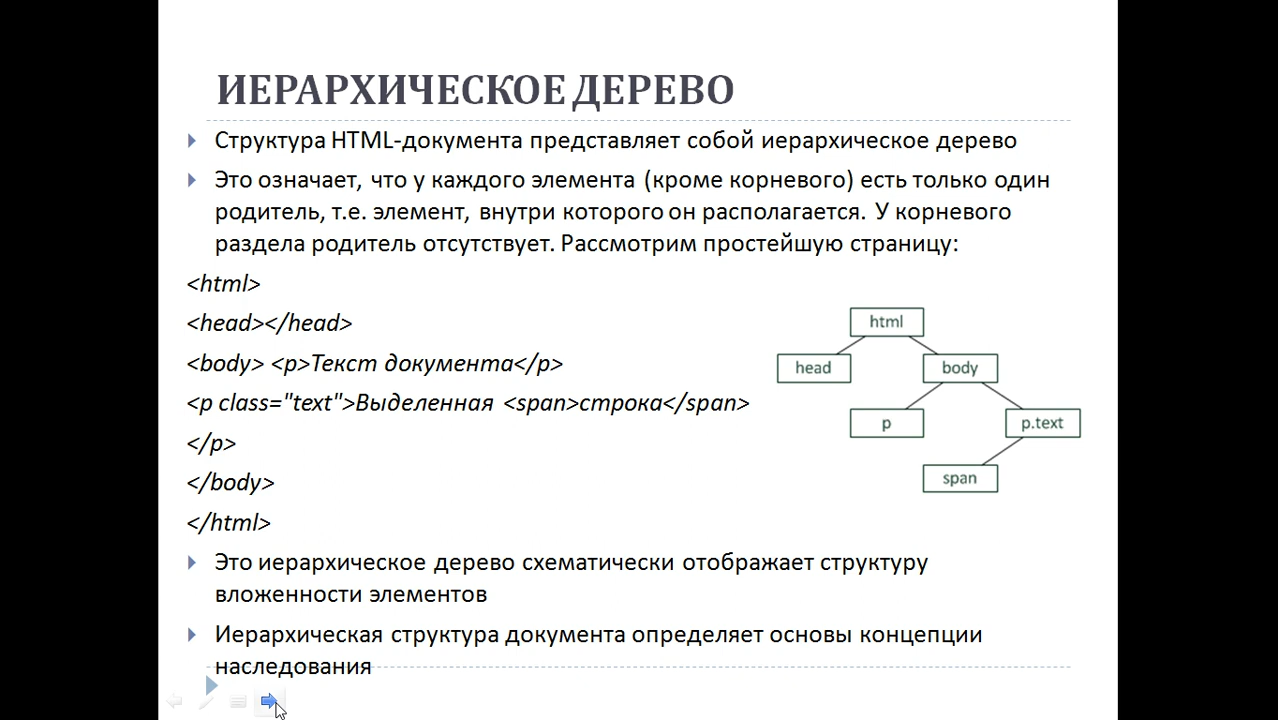 ИЕРАРХИЧЕСКОЕ ДЕРЕВО
Структура HTML-документа представляет собой иерархическое дерево
Это означает, что у каждого элемента (кроме корневого) есть только один
родитель, т.е. элемент, внутри которого он располагается. У корневого
раздела родитель отсутствует. Рассмотрим простейшую страницу:
<html>
<head></head>
<body> <p>Текст документа</p>
<p class="text">Выделенная <span>строка</span>
</p>
</body>
</html>
html
head body
p p.text
span
Это иерархическое дерево схематически отображает структуру
вложенности элементов
Иерархическая структура документа определяет основы концепции
наследования